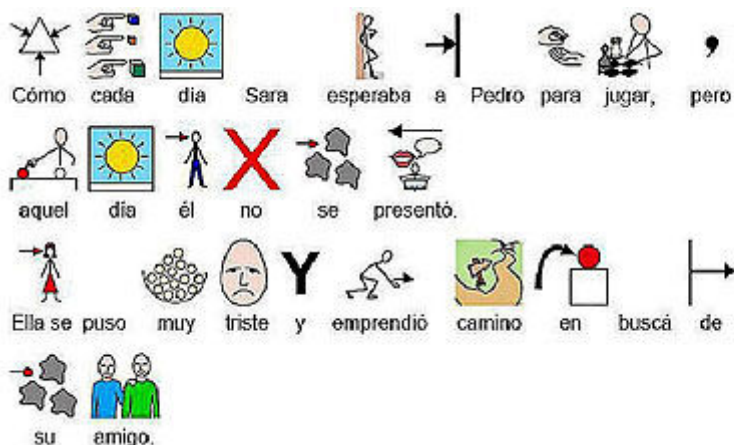 Cómo cada dia Sara esperaba a Pedro para jugar, pero
aquel día él no se presentó.
Ella se puso muy triste y emprendió camino en buscá de
su amigo.